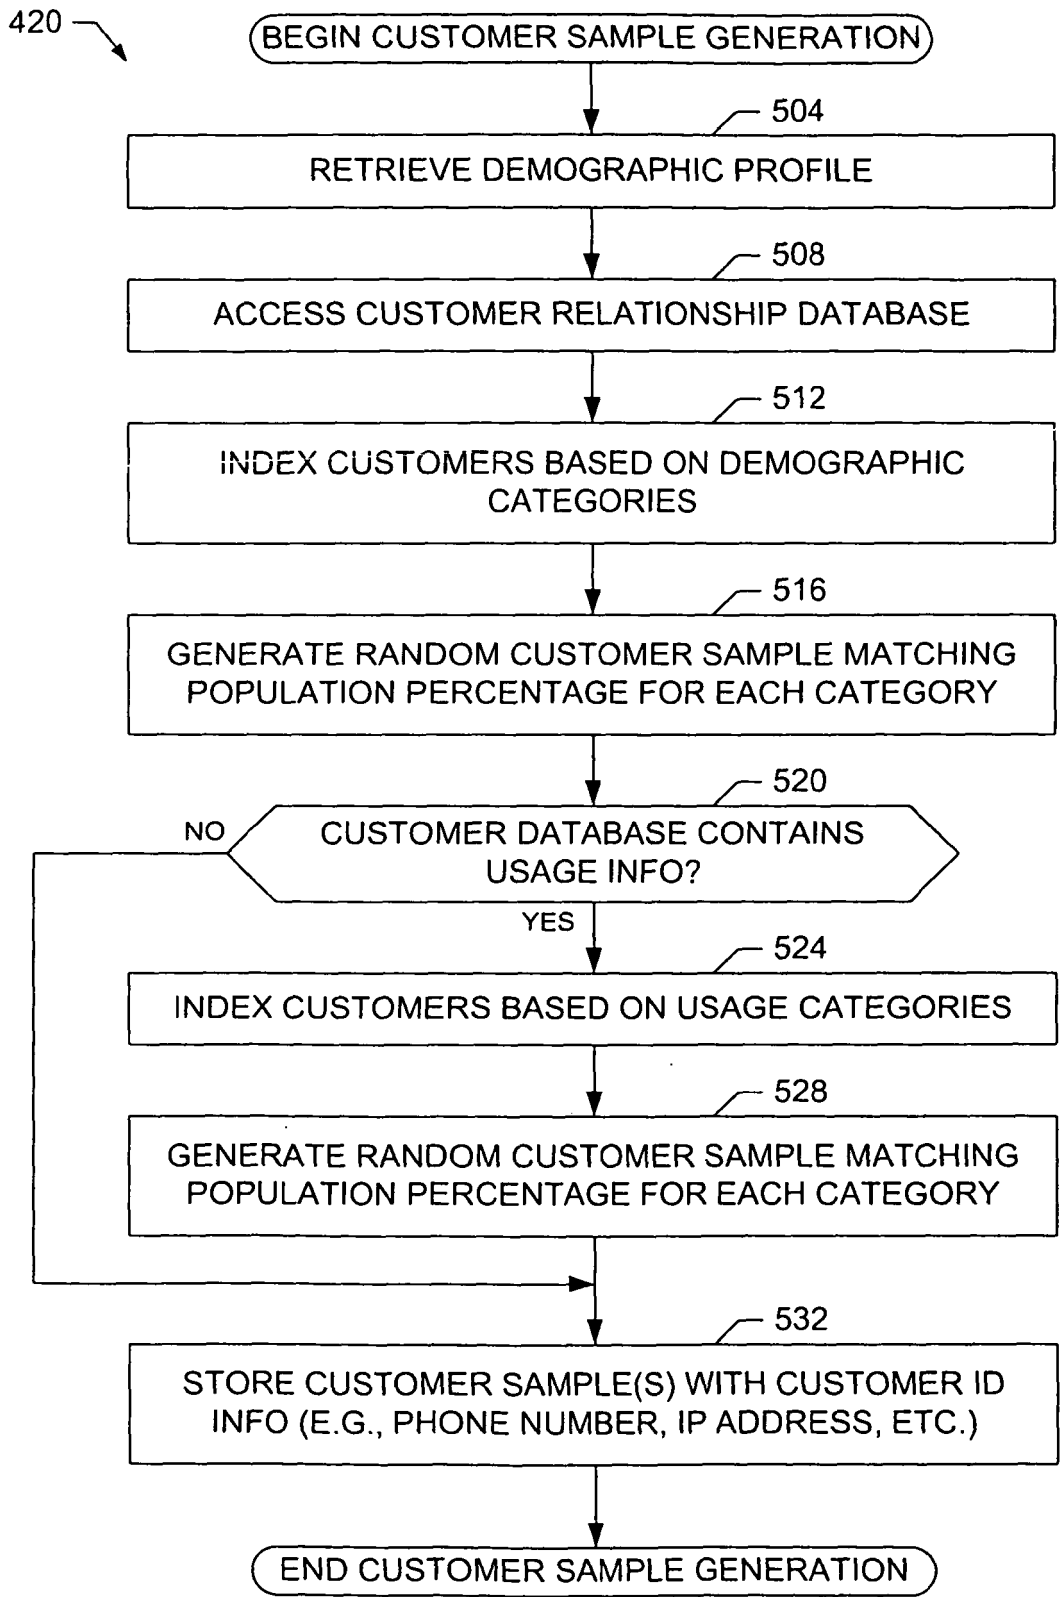 420
BEGIN CUSTOMER SAMPLE GENERATION
504
RETRIEVE DEMOGRAPHIC PROFILE
508
ACCESS CUSTOMER RELATIONSHIP DATABASE
512
INDEX CUSTOMERS BASED ON DEMOGRAPHIC
CATEGORIES
516
GENERATE RANDOM CUSTOMER SAMPLE MATCHING
POPULATION PERCENTAGE FOR EACH CATEGORY
520
NO
CUSTOMER DATABASE CONTAINS
USAGE INFO?
YES
524
INDEX CUSTOMERS BASED ON USAGE CATEGORIES
528
GENERATE RANDOM CUSTOMER SAMPLE MATCHING
POPULATION PERCENTAGE FOR EACH CATEGORY
532
STORE CUSTOMER SAMPLE(S) WITH CUSTOMER ID
INFO (E.G., PHONE NUMBER, IP ADDRESS, ETC.)
END CUSTOMER SAMPLE GENERATION